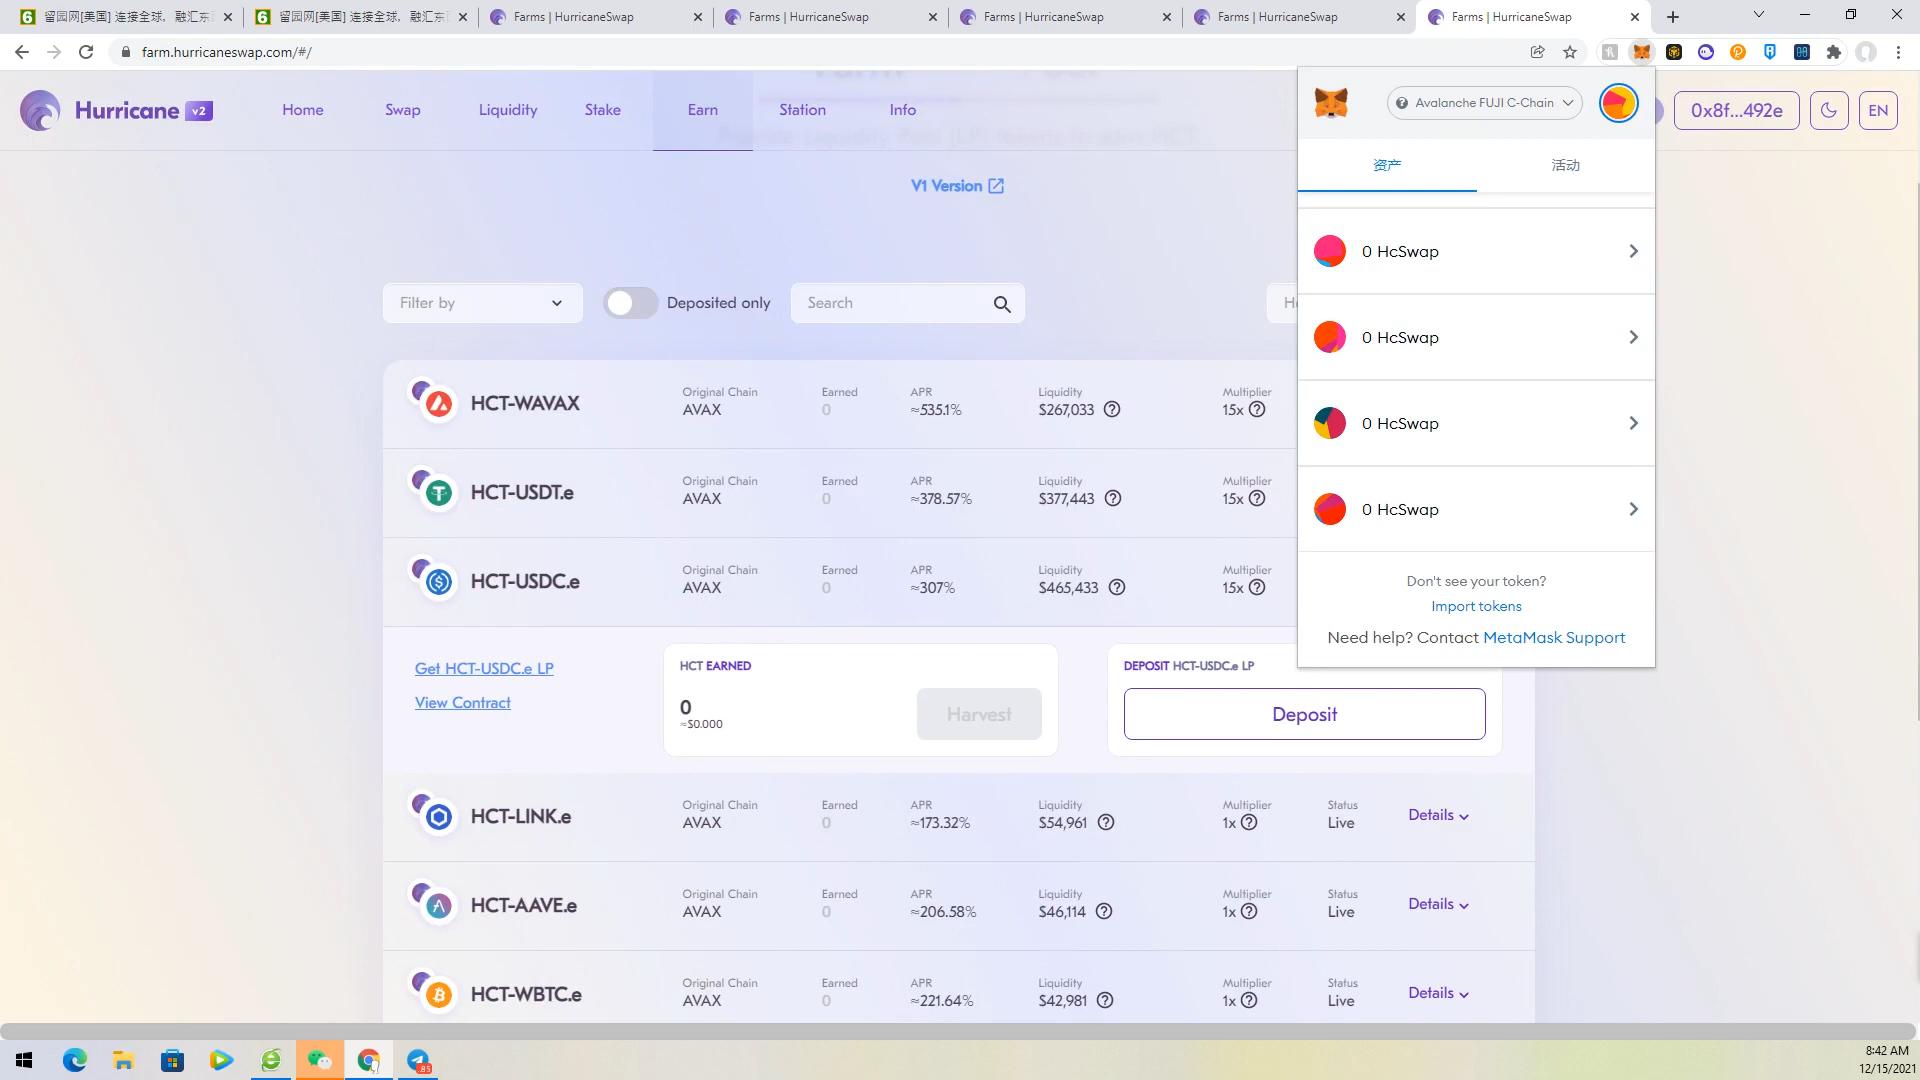 留园网[美国] 连接全球，融汇东
留园网[美国] 连接全球，融汇东
Farms | HurricaneSwap
Farms | HurricaneSwap
Farms | HurricaneSwap
Farms | HurricaneSwap
Farms | HurricaneSwap
farm.hurricaneswap.com/#/
Hurricane v2
Home
Swap
Liquidity
Stake
Earn
Station
Info
0x8f...492e
EN
Provide Liquidity Pool (LP) tokens to earn HCT
V1 Version
Filter by
Deposited only
Search
HCT-WAVAX
Original Chain
AVAX
Earned
0
APR
≈535.1%
Liquidity
$267,033
Multiplier
15x
HCT-USDT.e
Original Chain
AVAX
Earned
0
APR
≈378.57%
Liquidity
$377,443
Multiplier
15x
HCT-USDC.e
Original Chain
AVAX
Earned
0
APR
≈307%
Liquidity
$465,433
Multiplier
15x
Get HCT-USDC.e LP
View Contract
HCT EARNED
0
≈$0.000
Harvest
DEPOSIT HCT-USDC.e LP
Deposit
HCT-LINK.e
Original Chain
AVAX
Earned
0
APR
≈173.32%
Liquidity
$54,961
Multiplier
1x
Status
Live
Details
HCT-AAVE.e
Original Chain
AVAX
Earned
0
APR
≈206.58%
Liquidity
$46,114
Multiplier
1x
Status
Live
Details
HCT-WBTC.e
Original Chain
AVAX
Earned
0
APR
≈221.64%
Liquidity
$42,981
Multiplier
1x
Status
Live
Details
Avalanche FUJI C-Chain
资产
活动
0 HcSwap
0 HcSwap
0 HcSwap
0 HcSwap
Don't see your token?
Import tokens
Need help? Contact MetaMask Support
85
8:42 AM
12/15/2021